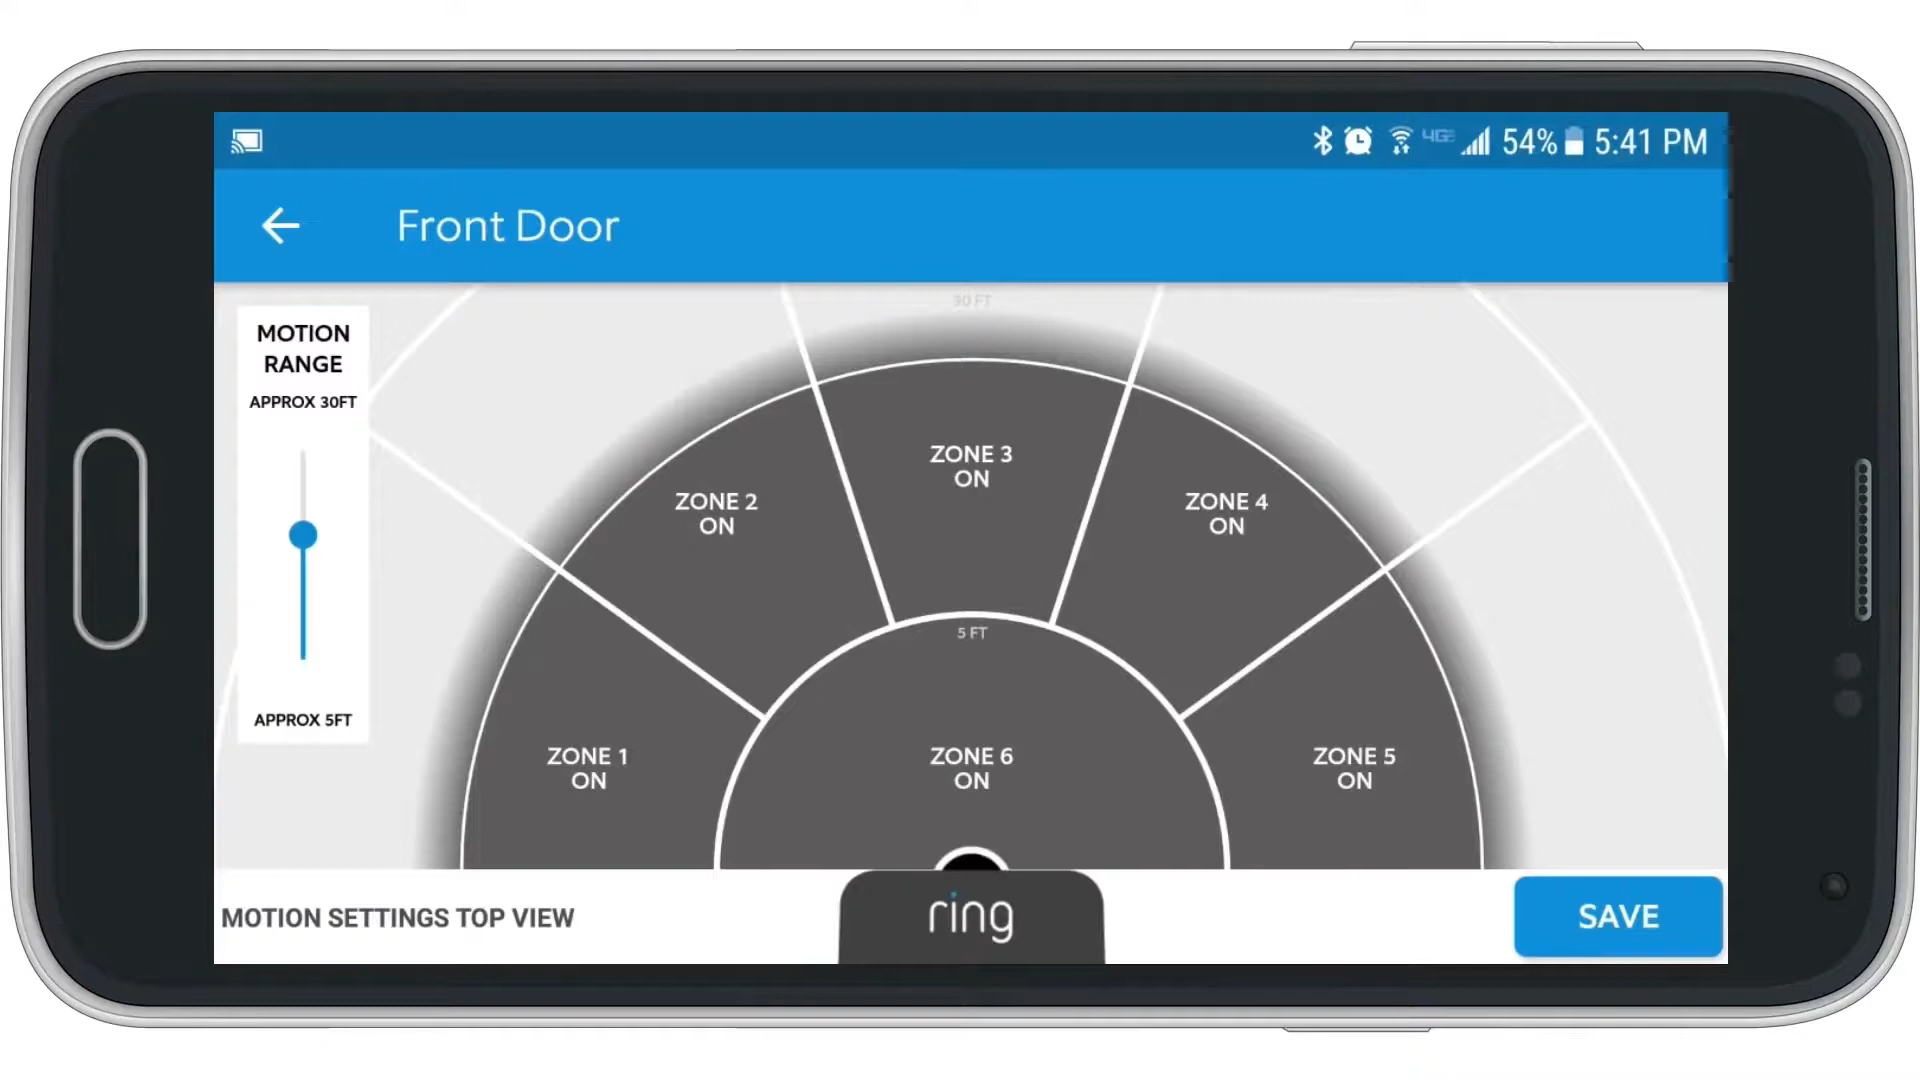 4G 54% 5:41 PM
Front Door
MOTION
RANGE
APPROX 30FT
APPROX 5FT
30 FT
ZONE 3
ON
ZONE 2
ON
ZONE 4
ON
5 FT
ZONE 1
ON
ZONE 6
ON
ZONE 5
ON
MOTION SETTINGS TOP VIEW
ring
SAVE